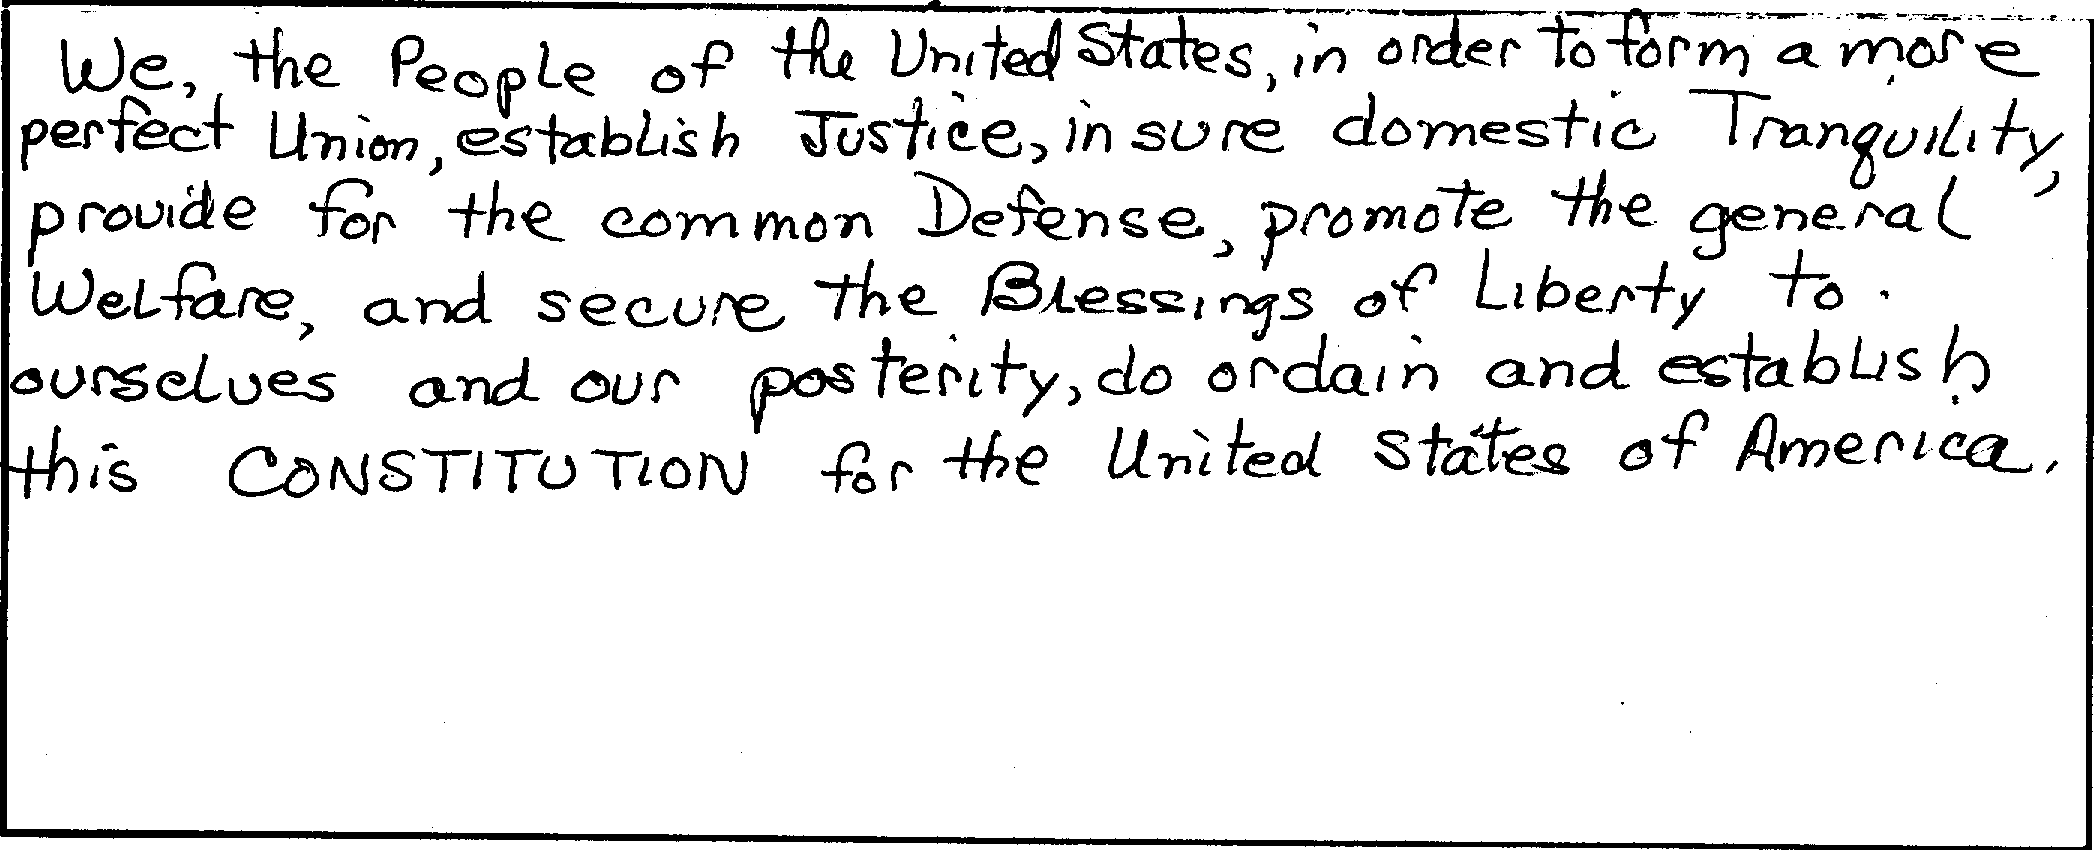 We, the People of the United States, in order to form a more
perfect Union, establish Justice, insure domestic Tranquility,
provide for the common Defense, promote the general
Welfare, and secure the Blessings of Liberty to
ourselves and our posterity, do ordain and establish
this CONSTITUTION for the United States of America.